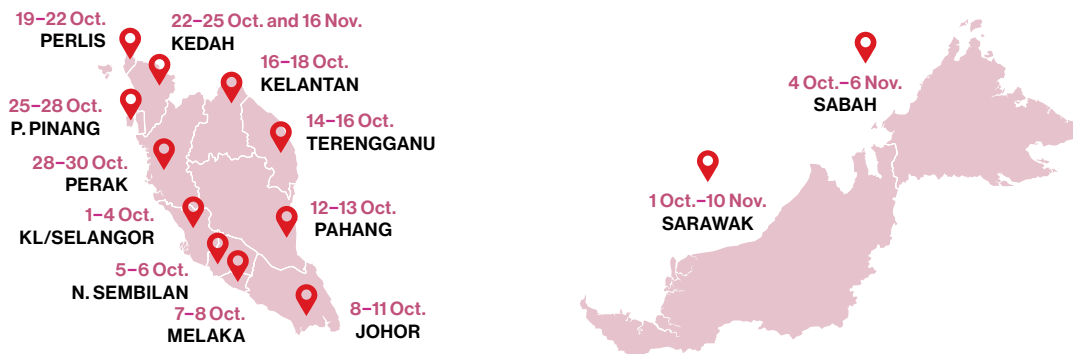 19–22 Oct.
PERLIS
22–25 Oct. and 16 Nov.
KEDAH
16–18 Oct.
KELANTAN
25–28 Oct.
P. PINANG
14–16 Oct.
TERENGGANU
28–30 Oct.
PERAK
1–4 Oct.
KL/SELANGOR
12–13 Oct.
PAHANG
5–6 Oct.
N. SEMBILAN
7–8 Oct.
MELAKA
8–11 Oct.
JOHOR
4 Oct.–6 Nov.
SABAH
1 Oct.–10 Nov.
SARAWAK